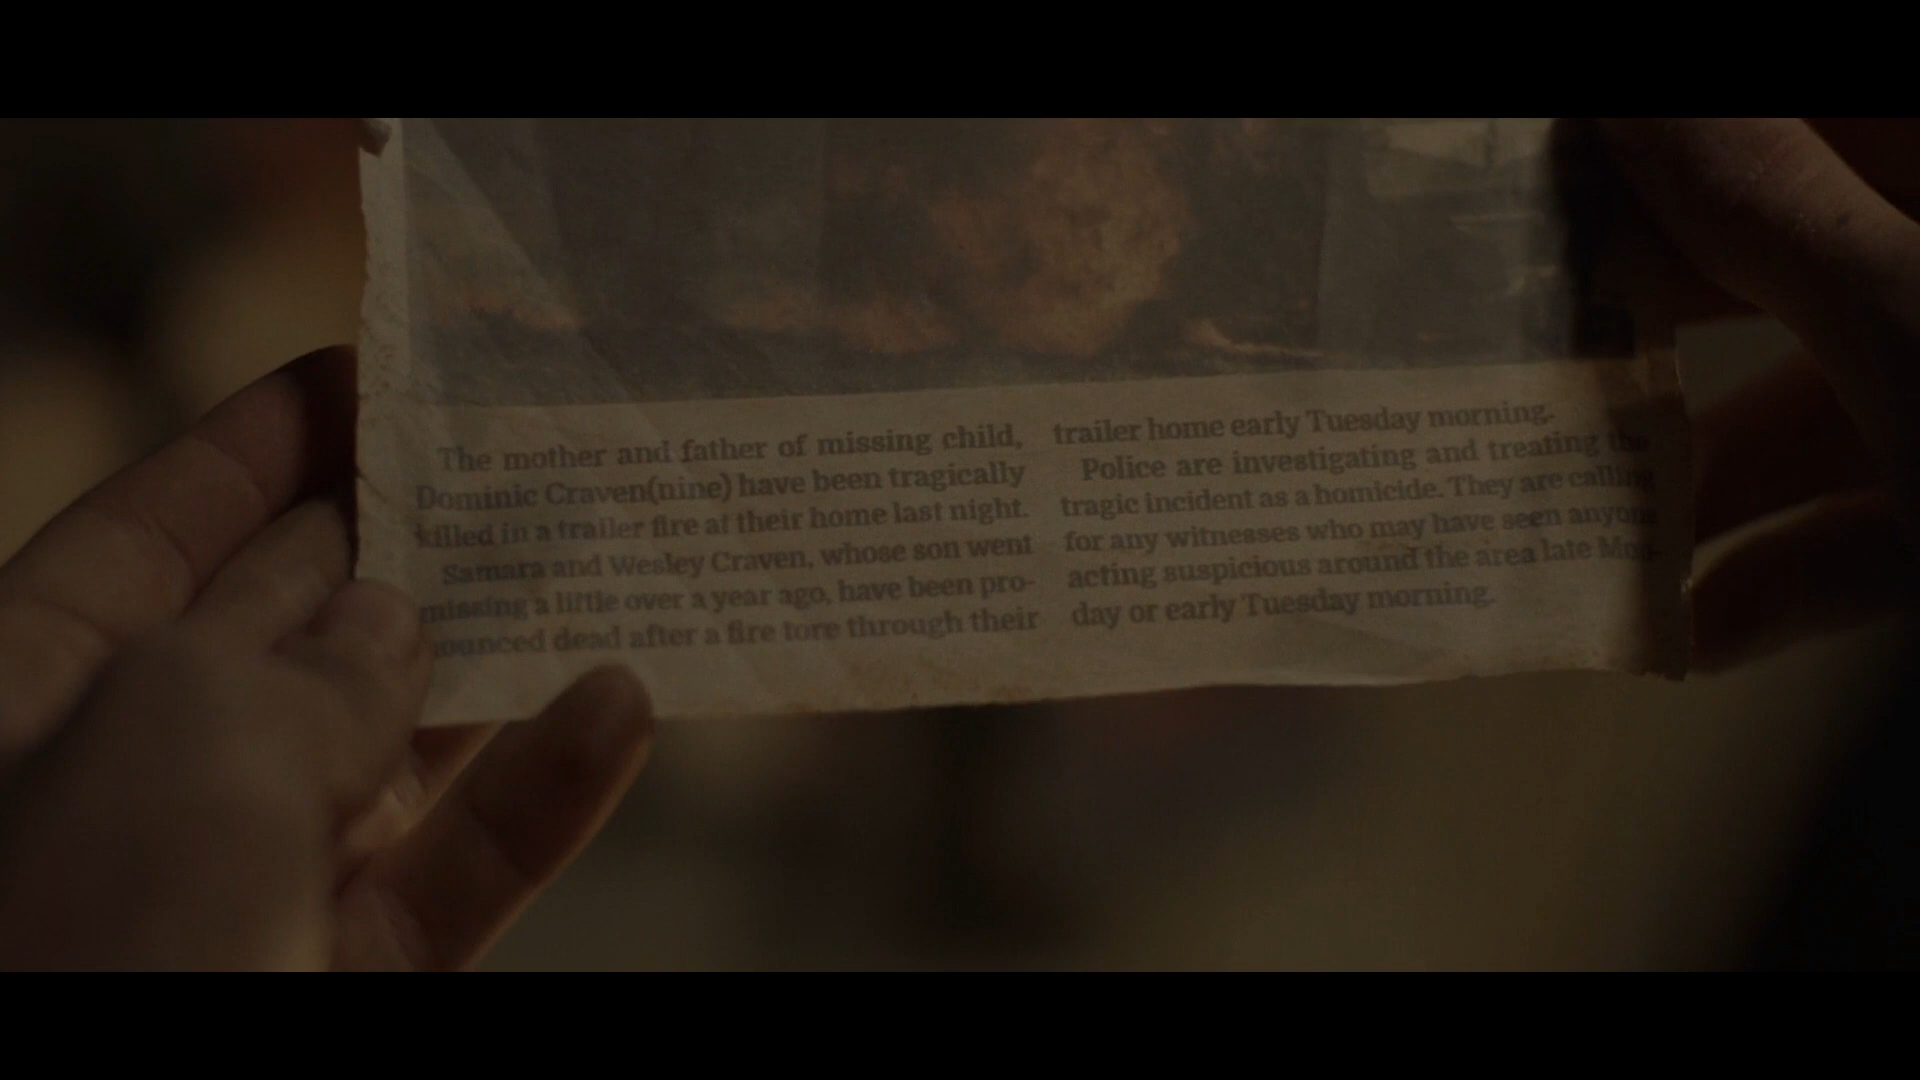 The mother and father of missing child,
Dominic Craven(nine) have been tragically
killed in a trailer fire at their home last night.
Samara and Wesley Craven, whose son went
missing a little over a year ago, have been pro-
nounced dead after a fire tore through their
trailer home early Tuesday morning.
Police are investigating and treating the
tragic incident as a homicide. They are calling
for any witnesses who may have seen anyone
acting suspicious around the area late Mon-
day or early Tuesday morning.